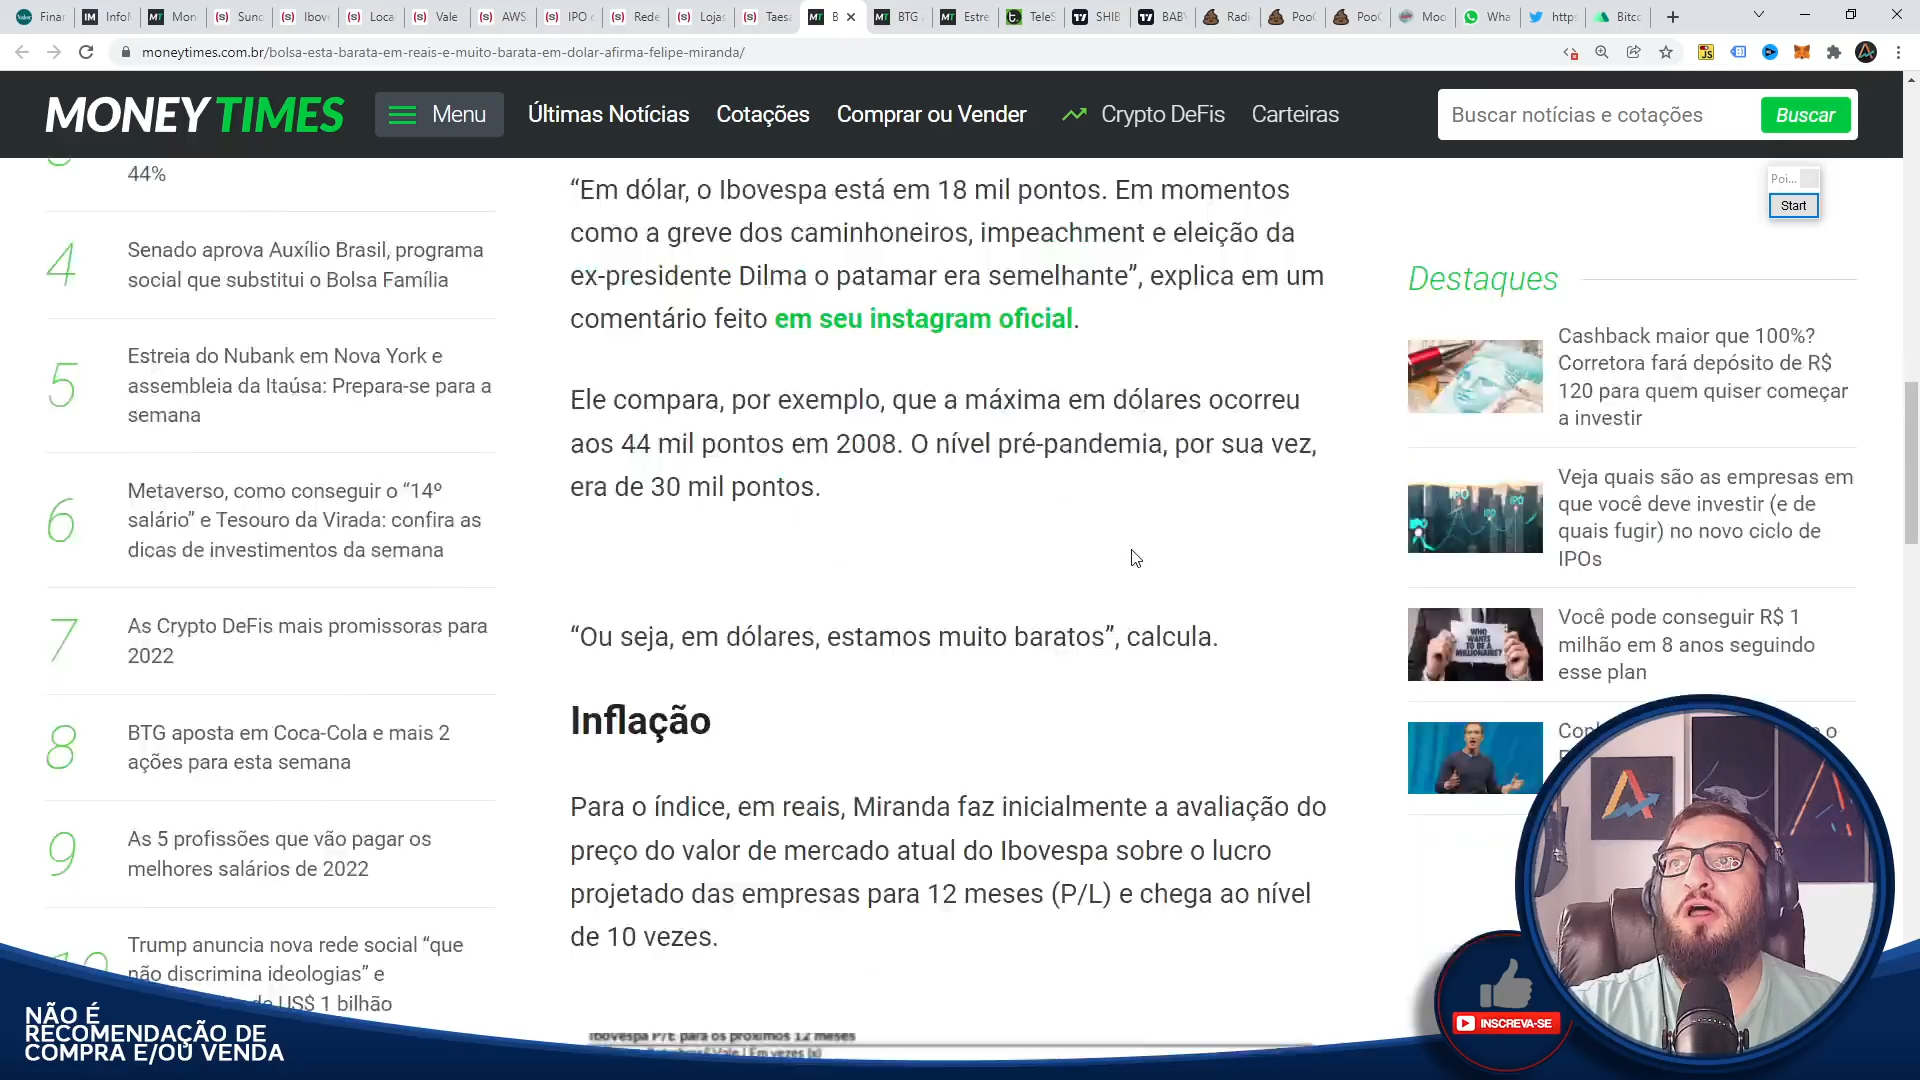 Finar
InfoM
Mon
Sunc
Ibov
Loca
Vale
AWS
IPO
Rede
Lojas
Taesa
B
BTG
Estre
TeleS
SHIB
BAB
Radi
PooC
PooC
Moo
Wha
https
Bitcc
moneytimes.com.br/bolsa-esta-barata-em-reais-e-muito-barata-em-dolar-afirma-felipe-miranda/
MONEY TIMES
Menu
Últimas Notícias
Cotações
Comprar ou Vender
Crypto DeFis
Carteiras
Buscar notícias e cotações
Buscar
Poi...
Start
44%
4
Senado aprova Auxílio Brasil, programa
social que substitui o Bolsa Família
5
Estreia do Nubank em Nova York e
assembleia da Itaúsa: Prepara-se para a
semana
6
Metaverso, como conseguir o “14º
salário” e Tesouro da Virada: confira as
dicas de investimentos da semana
7
As Crypto DeFis mais promissoras para
2022
8
BTG aposta em Coca-Cola e mais 2
ações para esta semana
9
As 5 profissões que vão pagar os
melhores salários de 2022
Trump anuncia nova rede social “que
não discrimina ideologias” e
US$ 1 bilhão
“Em dólar, o Ibovespa está em 18 mil pontos. Em momentos
como a greve dos caminhoneiros, impeachment e eleição da
ex-presidente Dilma o patamar era semelhante”, explica em um
comentário feito em seu instagram oficial.
Ele compara, por exemplo, que a máxima em dólares ocorreu
aos 44 mil pontos em 2008. O nível pré-pandemia, por sua vez,
era de 30 mil pontos.
“Ou seja, em dólares, estamos muito baratos”, calcula.
Inflação
Para o índice, em reais, Miranda faz inicialmente a avaliação do
preço do valor de mercado atual do Ibovespa sobre o lucro
projetado das empresas para 12 meses (P/L) e chega ao nível
de 10 vezes.
Ibovespa P/E para os próximos 12 meses
Destaques
Cashback maior que 100%?
Corretora fará depósito de R$
120 para quem quiser começar
a investir
Veja quais são as empresas em
que você deve investir (e de
quais fugir) no novo ciclo de
IPOs
WHO
WANTS
TO BE A
MILLIONAIRE?
Você pode conseguir R$ 1
milhão em 8 anos seguindo
esse plan
o
NÃO É
RECOMENDAÇÃO DE
COMPRA E/OU VENDA
INSCREVA-SE